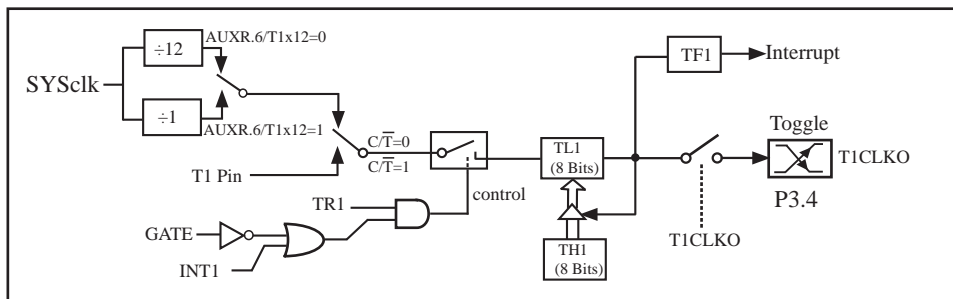 ÷12
AUXR.6/T1x12=0
SYSclk
÷1
AUXR.6/T1x12=1
T1 Pin
C/T̅=0
C/T̅=1
control
TR1
GATE
INT1
TL1
(8 Bits)
TH1
(8 Bits)
TF1
Interrupt
Toggle
T1CLKO
P3.4
T1CLKO